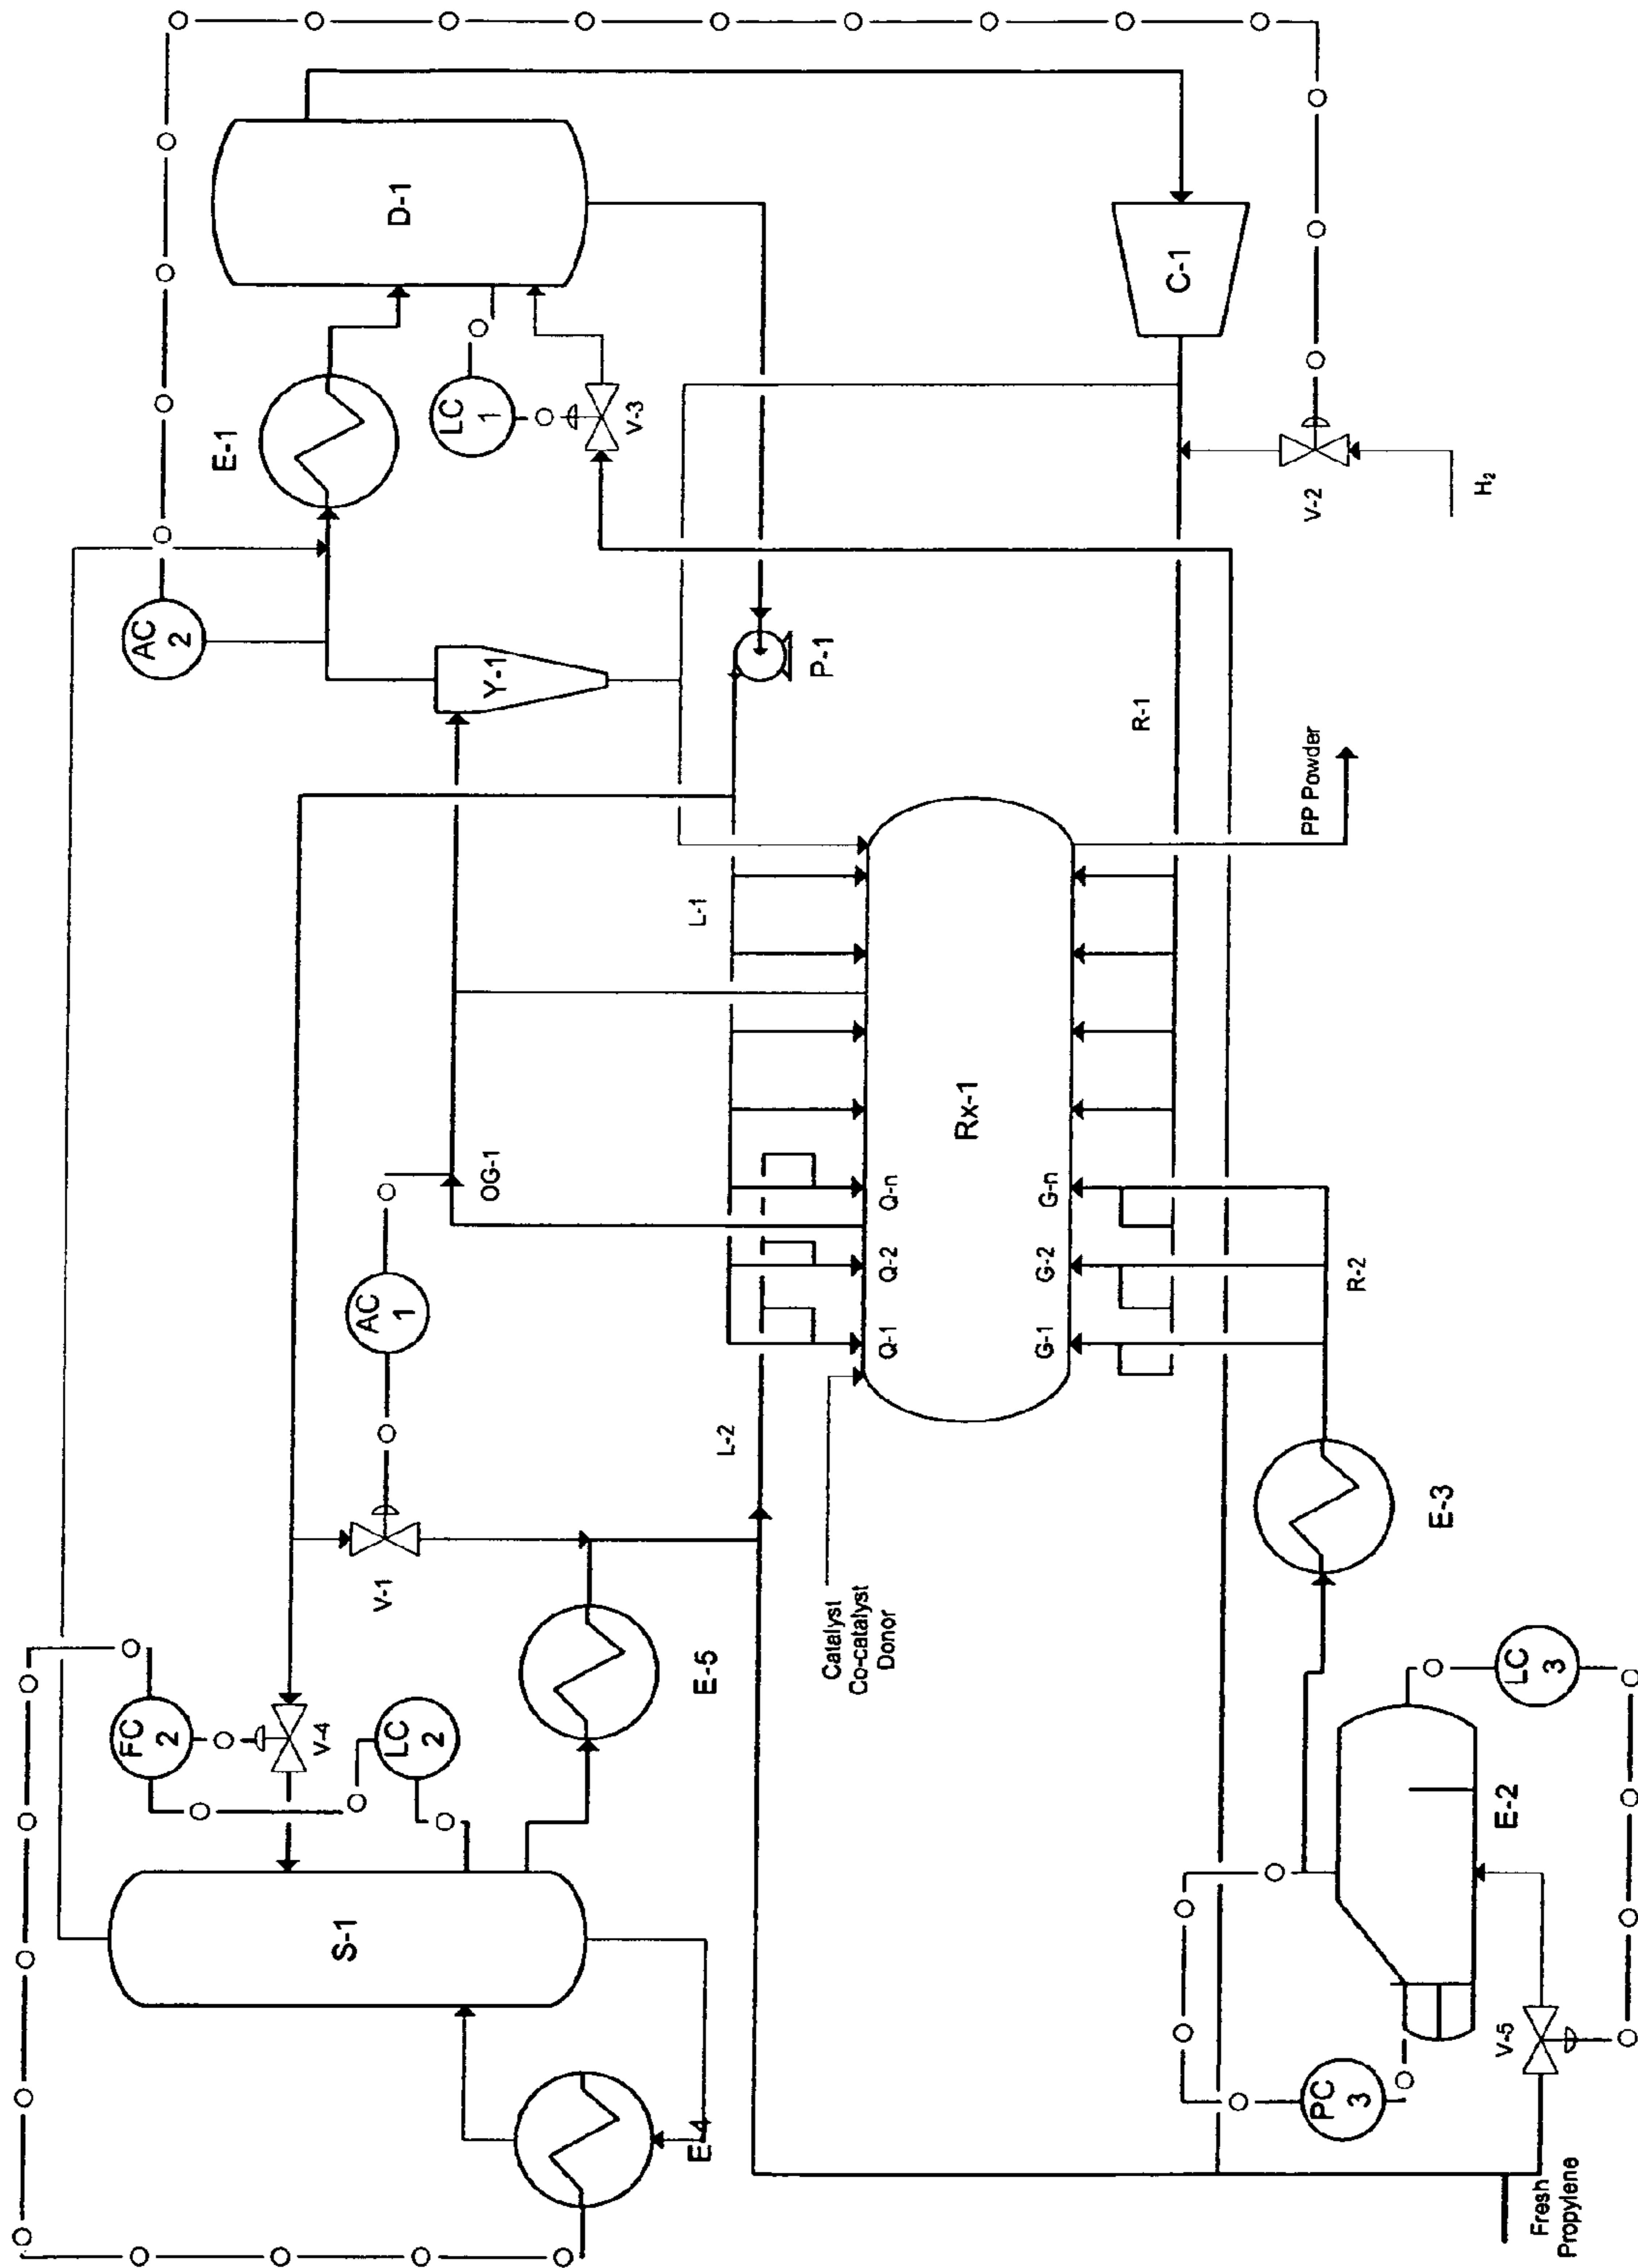 D-1
E-1
AC
2
LC
1
V-3
C-1
Y-1
P-1
V-2
H₂
R-1
L-1
OG-1
PP Powder
AC
1
Rx-1
Q-n
Q-2
Q-1
G-n
G-2
G-1
R-2
L-2
V-1
Catalyst
Co-catalyst
Donor
E-3
E-5
FC
2
V-4
LC
2
S-1
LC
3
E-2
V-5
PC
3
E-4
Fresh
Propylene